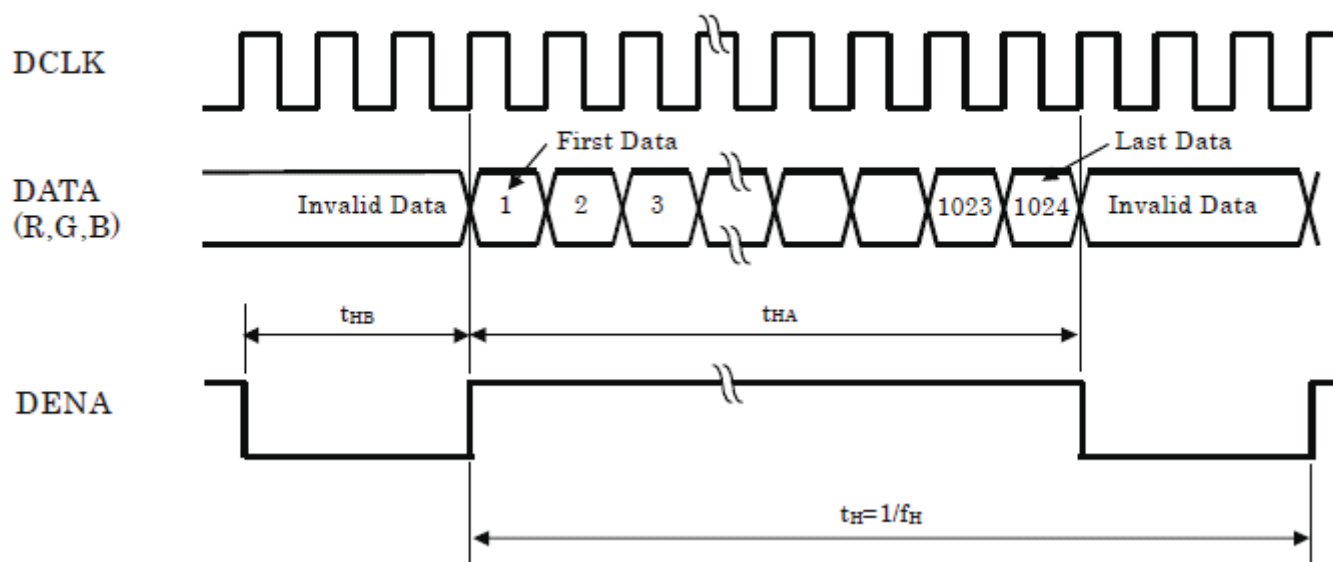 DCLK
First Data
Last Data
DATA
(R,G,B)
Invalid Data
1
2
3
1023
1024
Invalid Data
tHB
tHA
DENA
tH=1/fH